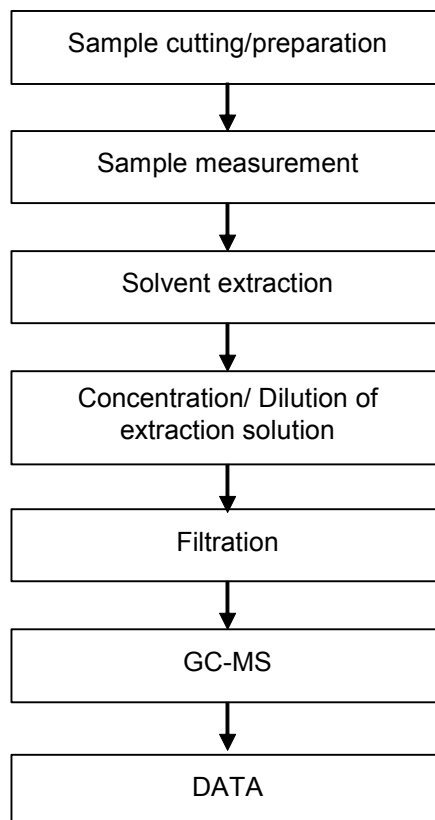 Sample cutting/preparation
Sample measurement
Solvent extraction
Concentration/ Dilution of
extraction solution
Filtration
GC-MS
DATA